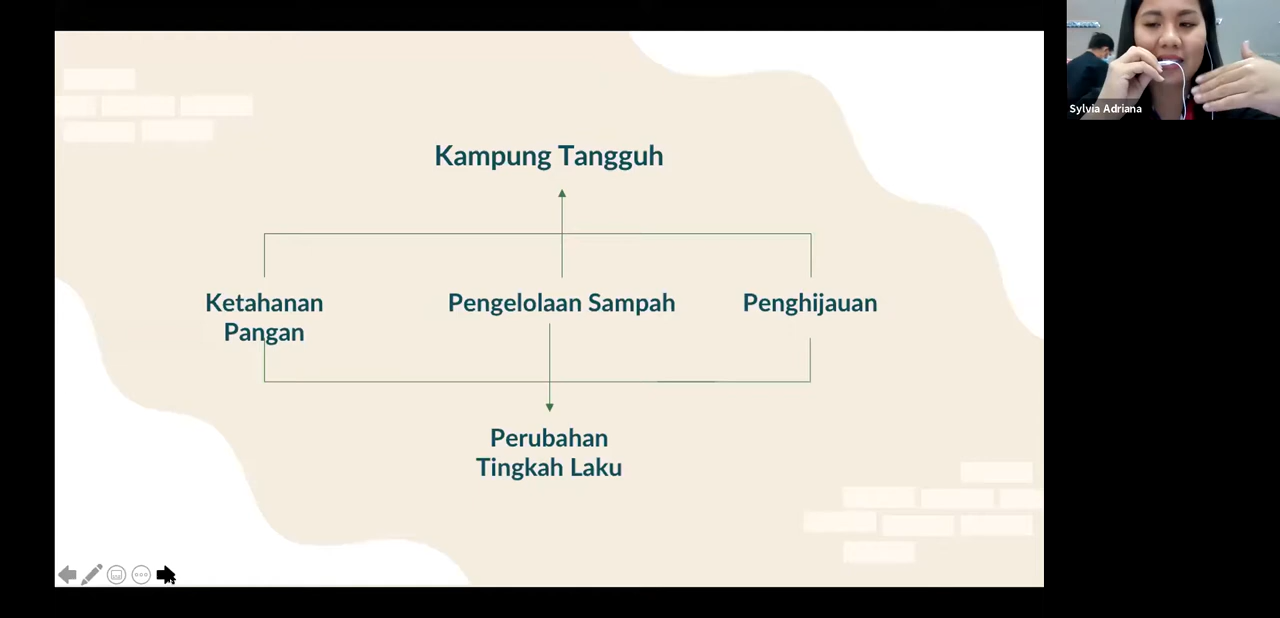 Sylvia Adriana
Kampung Tangguh
Ketahanan
Pangan
Pengelolaan Sampah
Penghijauan
Perubahan
Tingkah Laku